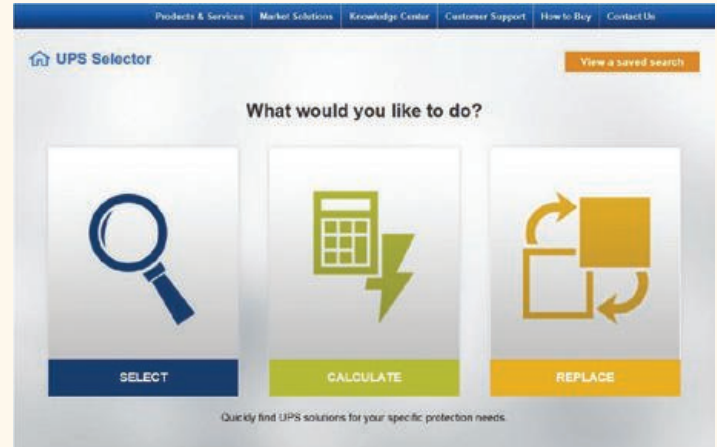 Products & Services Market Solutions Knowledge Center Customer Support How to Buy Contact Us
UPS Selector
View a saved search
What would you like to do?
SELECT CALCULATE REPLACE
Quickly find UPS solutions for your specific protection needs.